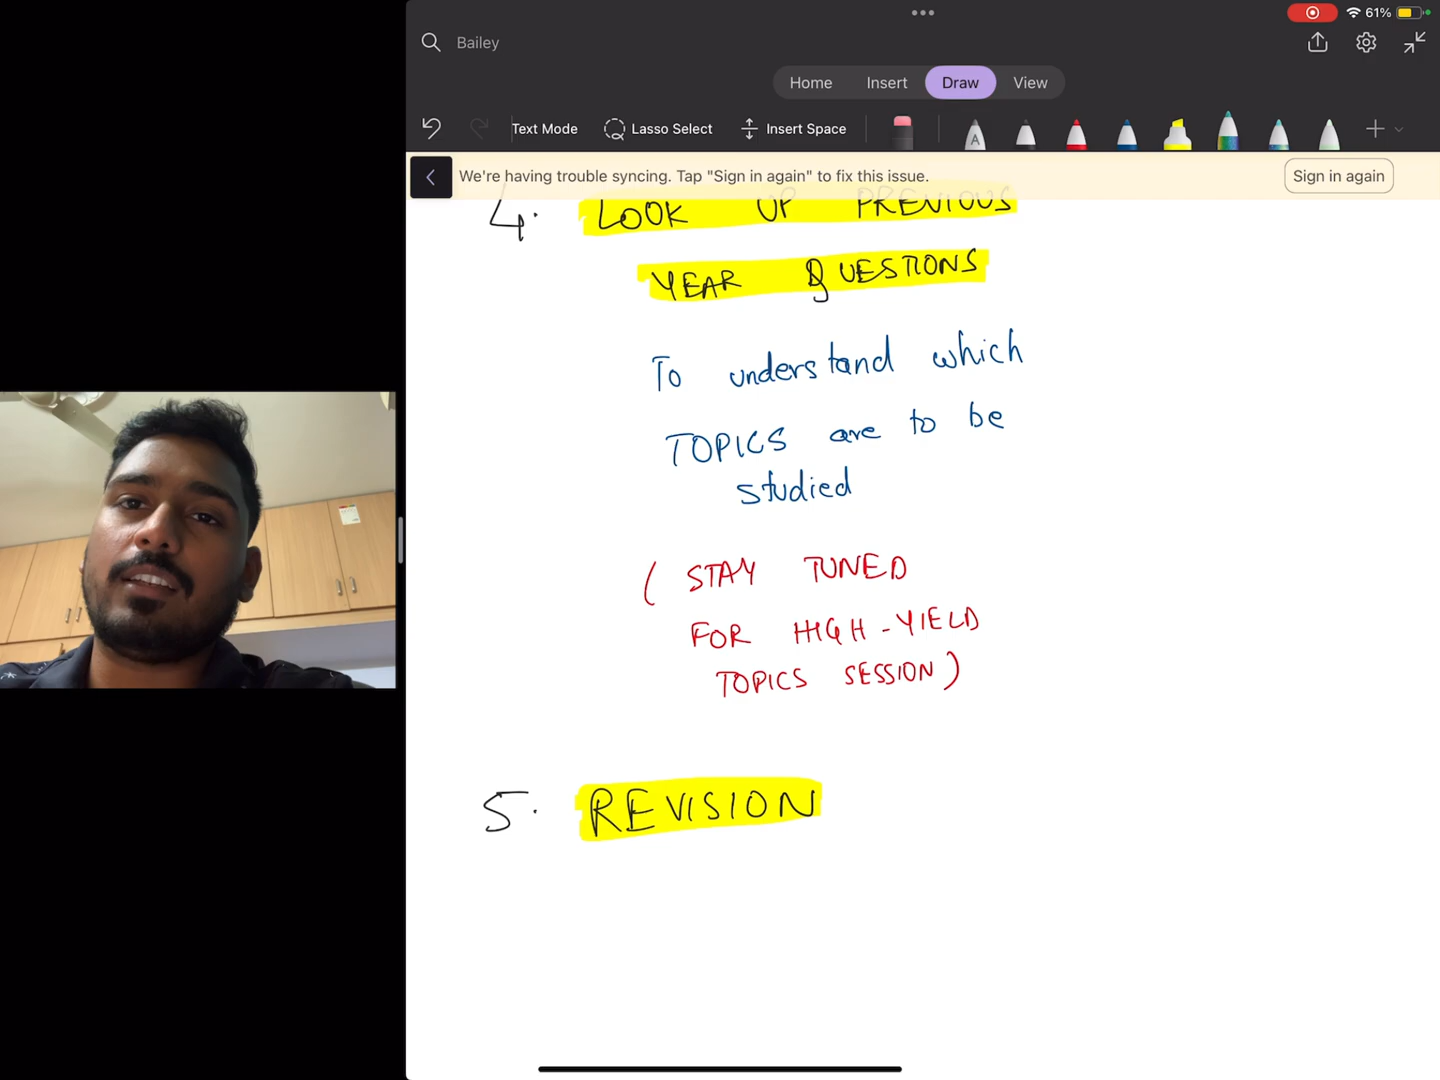 61%
Bailey
Home Insert Draw View
Text Mode Lasso Select Insert Space
A
We're having trouble syncing. Tap "Sign in again" to fix this issue. Sign in again
4. LOOK UP PREVIOUS
YEAR QUESTIONS
To understand which
TOPICS are to be
studied
( STAY TUNED
FOR HIGH-YIELD
TOPICS SESSION )
5. REVISION